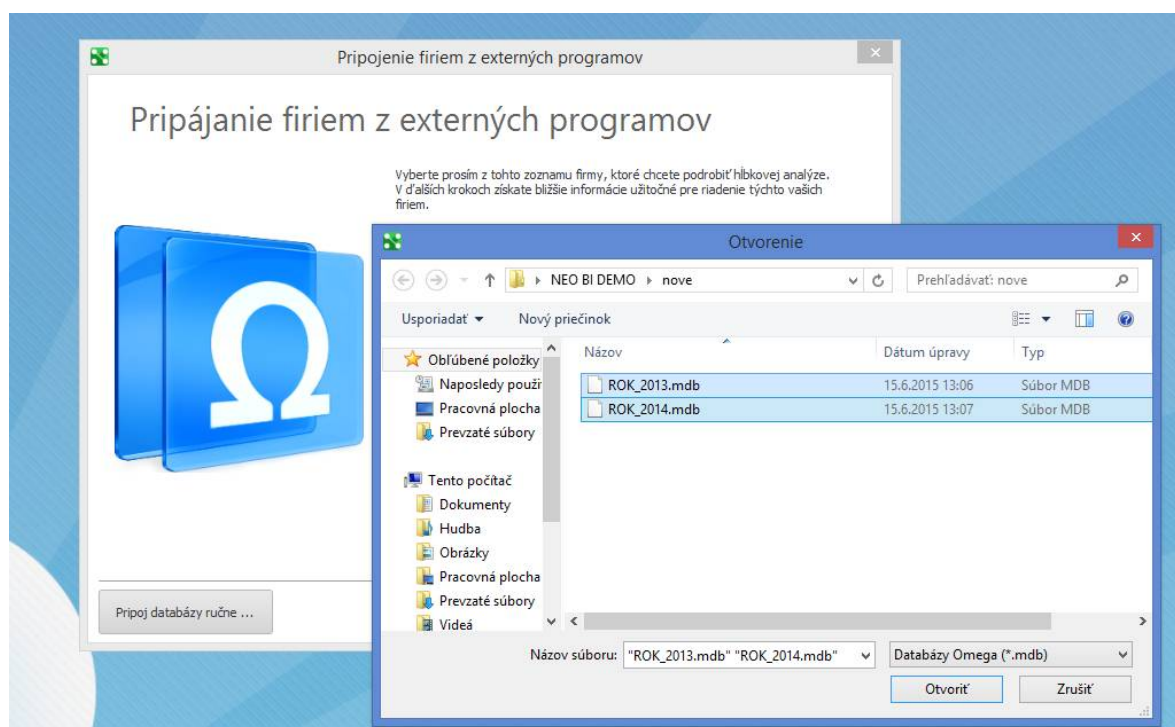 Pripojenie firiem z externých programov
Pripájanie firiem z externých programov
Vyberte prosím z tohto zoznamu firmy, ktoré chcete podrobiť hĺbkovej analýze.
V ďalších krokoch získate bližšie informácie užitočné pre riadenie týchto vašich
firiem.
Ω
Pripoj databázy ručne ...
Otvorenie
NEO BI DEMO nove
Prehľadávať: nove
Usporiadať Nový priečinok
Obľúbené položky
Naposledy použi
Pracovná plocha
Prevzaté súbory
Tento počítač
Dokumenty
Hudba
Obrázky
Pracovná plocha
Prevzaté súbory
Videá
Názov Dátum úpravy Typ
ROK_2013.mdb 15.6.2015 13:06 Súbor MDB
ROK_2014.mdb 15.6.2015 13:07 Súbor MDB
Názov súboru: "ROK_2013.mdb" "ROK_2014.mdb" Databázy Omega (*.mdb)
Otvoriť Zrušiť